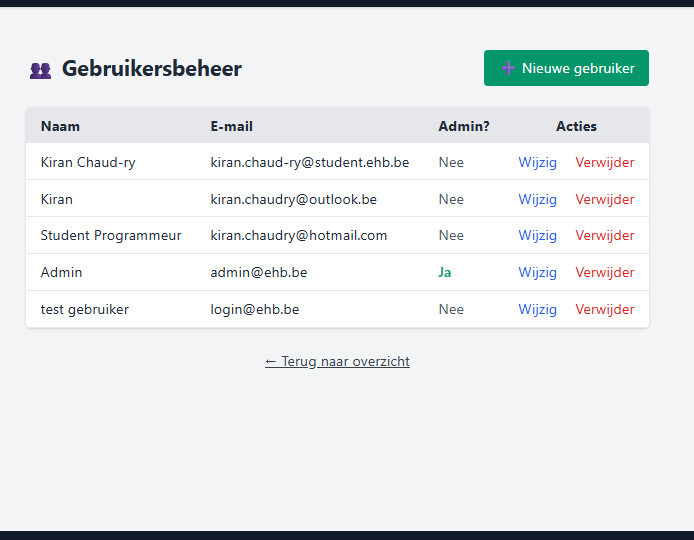 Gebruikersbeheer
Nieuwe gebruiker
Naam E-mail Admin? Acties
Kiran Chaud-ry kiran.chaud-ry@student.ehb.be Nee Wijzig Verwijder
Kiran kiran.chaudry@outlook.be Nee Wijzig Verwijder
Student Programmeur kiran.chaudry@hotmail.com Nee Wijzig Verwijder
Admin admin@ehb.be Ja Wijzig Verwijder
test gebruiker login@ehb.be Nee Wijzig Verwijder
← Terug naar overzicht